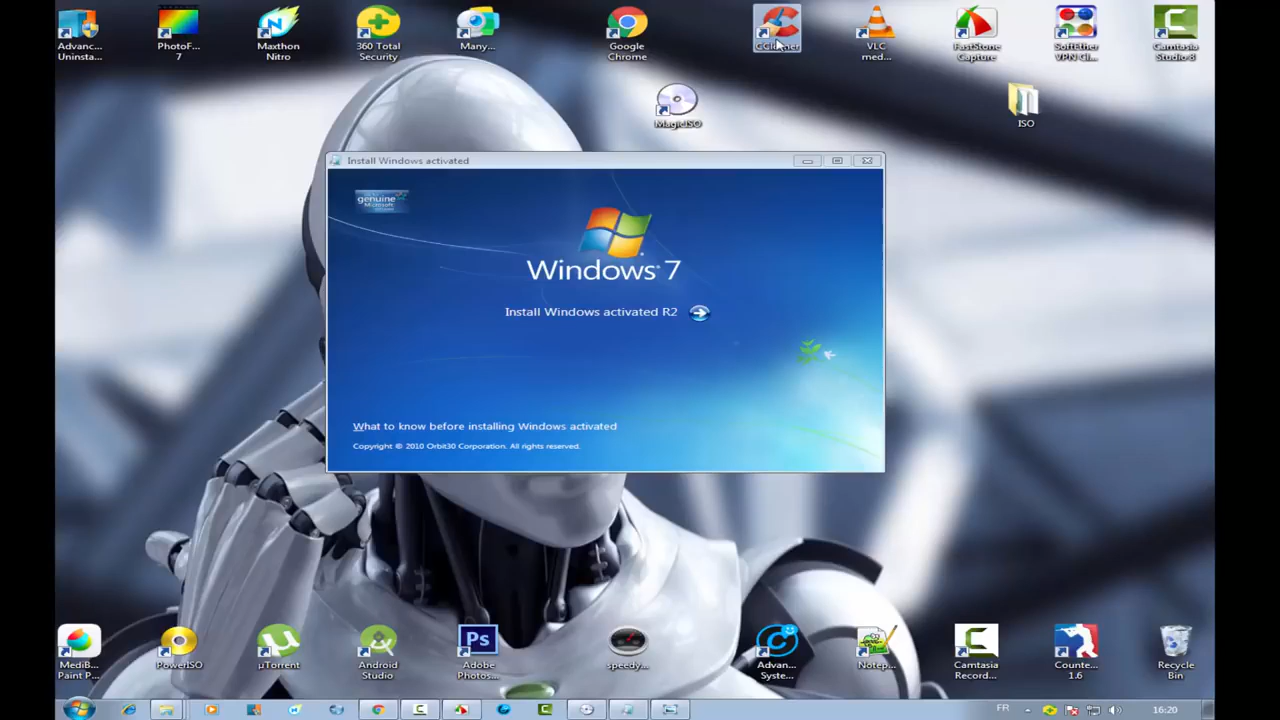 Advanc...
Uninsta...
PhotoF...
7
Maxthon
Nitro
360 Total
Security
Many...
Google
Chrome
CCleaner
VLC
med...
FastStone
Capture
SoftEther
VPN Cli...
Camtasia
Studio 8
MagicISO
ISO
Install Windows activated
genuine
Microsoft
Windows 7
Install Windows activated R2
What to know before installing Windows activated
Copyright © 2010 Orbit30 Corporation. All rights reserved.
MediB...
Paint P...
PowerISO
µTorrent
Android
Studio
Ps
Adobe
Photos...
speedy...
Advan...
Syste...
Notep...
Camtasia
Record...
Counte...
1.6
Recycle
Bin
FR
16:20